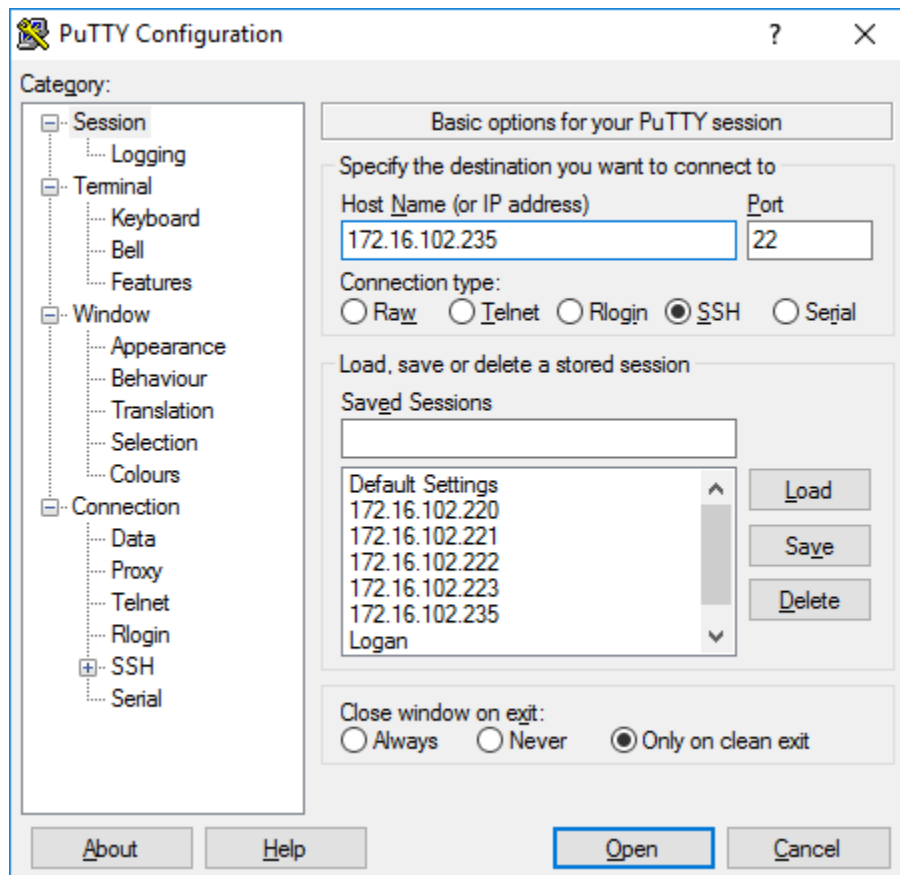 PuTTY Configuration
?
Category:
Session
Logging
Terminal
Keyboard
Bell
Features
Window
Appearance
Behaviour
Translation
Selection
Colours
Connection
Data
Proxy
Telnet
Rlogin
SSH
Serial
Basic options for your PuTTY session
Specify the destination you want to connect to
Host Name (or IP address) Port
172.16.102.235 22
Connection type:
Raw Telnet Rlogin SSH Serial
Load, save or delete a stored session
Saved Sessions
Default Settings
172.16.102.220
172.16.102.221
172.16.102.222
172.16.102.223
172.16.102.235
Logan
Load
Save
Delete
Close window on exit:
Always Never Only on clean exit
About Help Open Cancel